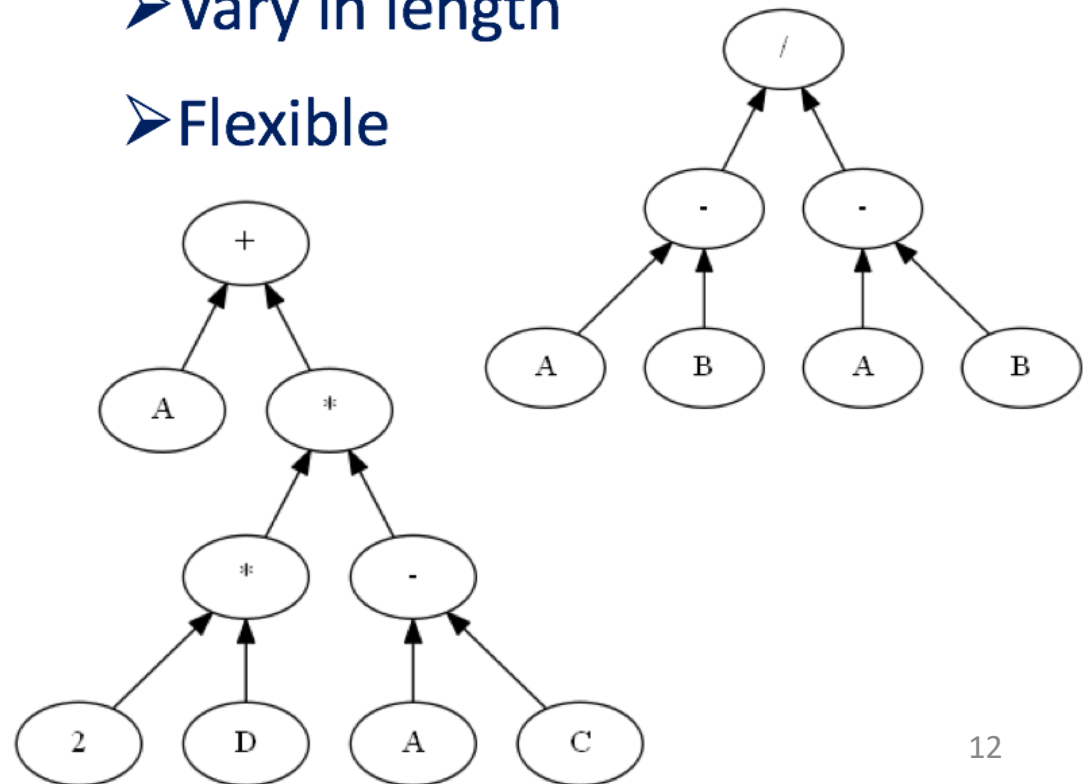 ➢Vary in length
➢Flexible
/
- -
A B A B
+
A *
* -
2 D A C
12